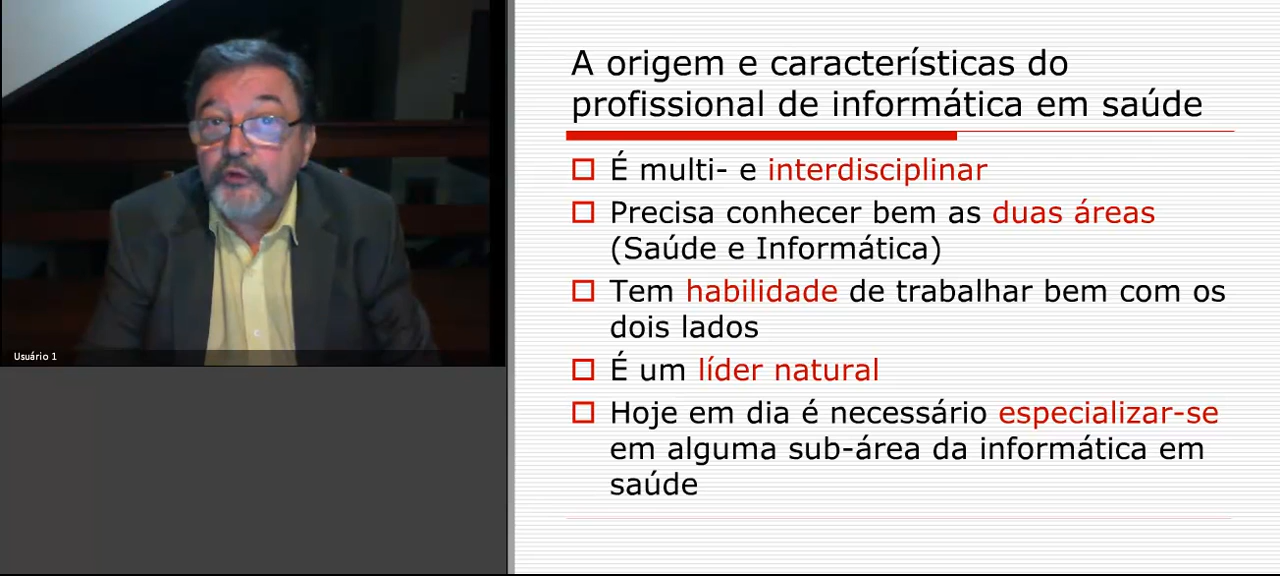 Usuário 1
A origem e características do
profissional de informática em saúde
É multi- e interdisciplinar
Precisa conhecer bem as duas áreas
(Saúde e Informática)
Tem habilidade de trabalhar bem com os
dois lados
É um líder natural
Hoje em dia é necessário especializar-se
em alguma sub-área da informática em
saúde